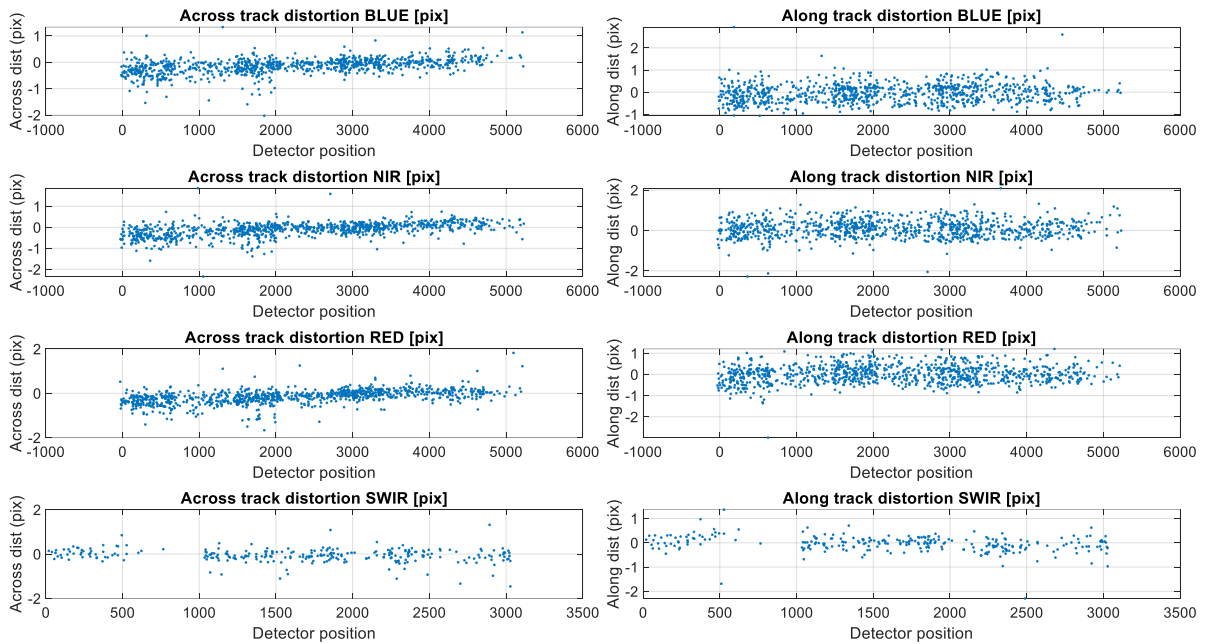 Across track distortion BLUE [pix]
Across dist (pix)
1
0
-1
-2
-1000 0 1000 2000 3000 4000 5000 6000
Detector position
Along track distortion BLUE [pix]
Along dist (pix)
2
1
0
-1
-1000 0 1000 2000 3000 4000 5000 6000
Detector position
Across track distortion NIR [pix]
Across dist (pix)
1
0
-1
-2
-1000 0 1000 2000 3000 4000 5000 6000
Detector position
Along track distortion NIR [pix]
Along dist (pix)
2
0
-2
-1000 0 1000 2000 3000 4000 5000 6000
Detector position
Across track distortion RED [pix]
Across dist (pix)
2
0
-2
-1000 0 1000 2000 3000 4000 5000 6000
Detector position
Along track distortion RED [pix]
Along dist (pix)
1
0
-1
-2
-1000 0 1000 2000 3000 4000 5000 6000
Detector position
Across track distortion SWIR [pix]
Across dist (pix)
2
0
-2
0 500 1000 1500 2000 2500 3000 3500
Detector position
Along track distortion SWIR [pix]
Along dist (pix)
1
0
-1
-2
0 500 1000 1500 2000 2500 3000 3500
Detector position